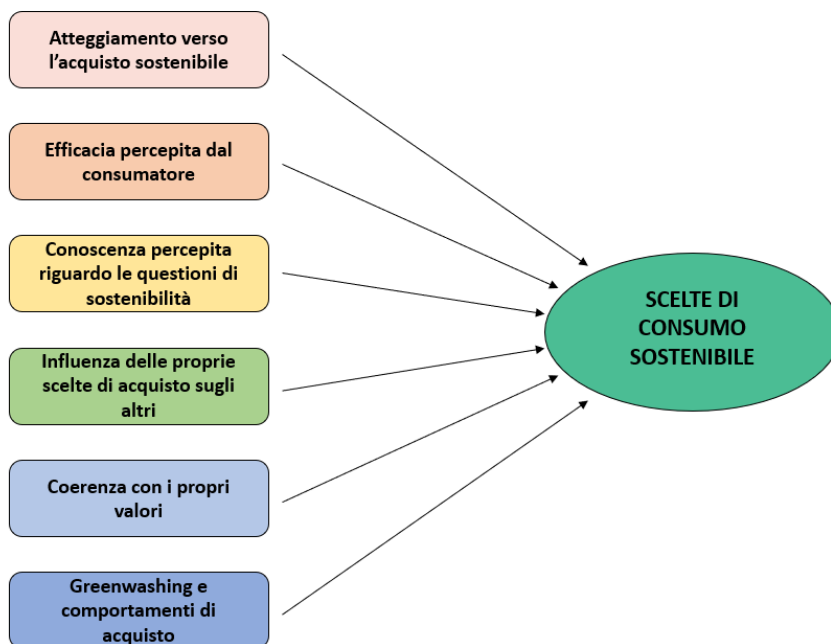 Atteggiamento verso
l'acquisto sostenibile
Efficacia percepita dal
consumatore
Conoscenza percepita
riguardo le questioni di
sostenibilità
Influenza delle proprie
scelte di acquisto sugli
altri
Coerenza con i propri
valori
Greenwashing e
comportamenti di
acquisto
SCELTE DI
CONSUMO
SOSTENIBILE